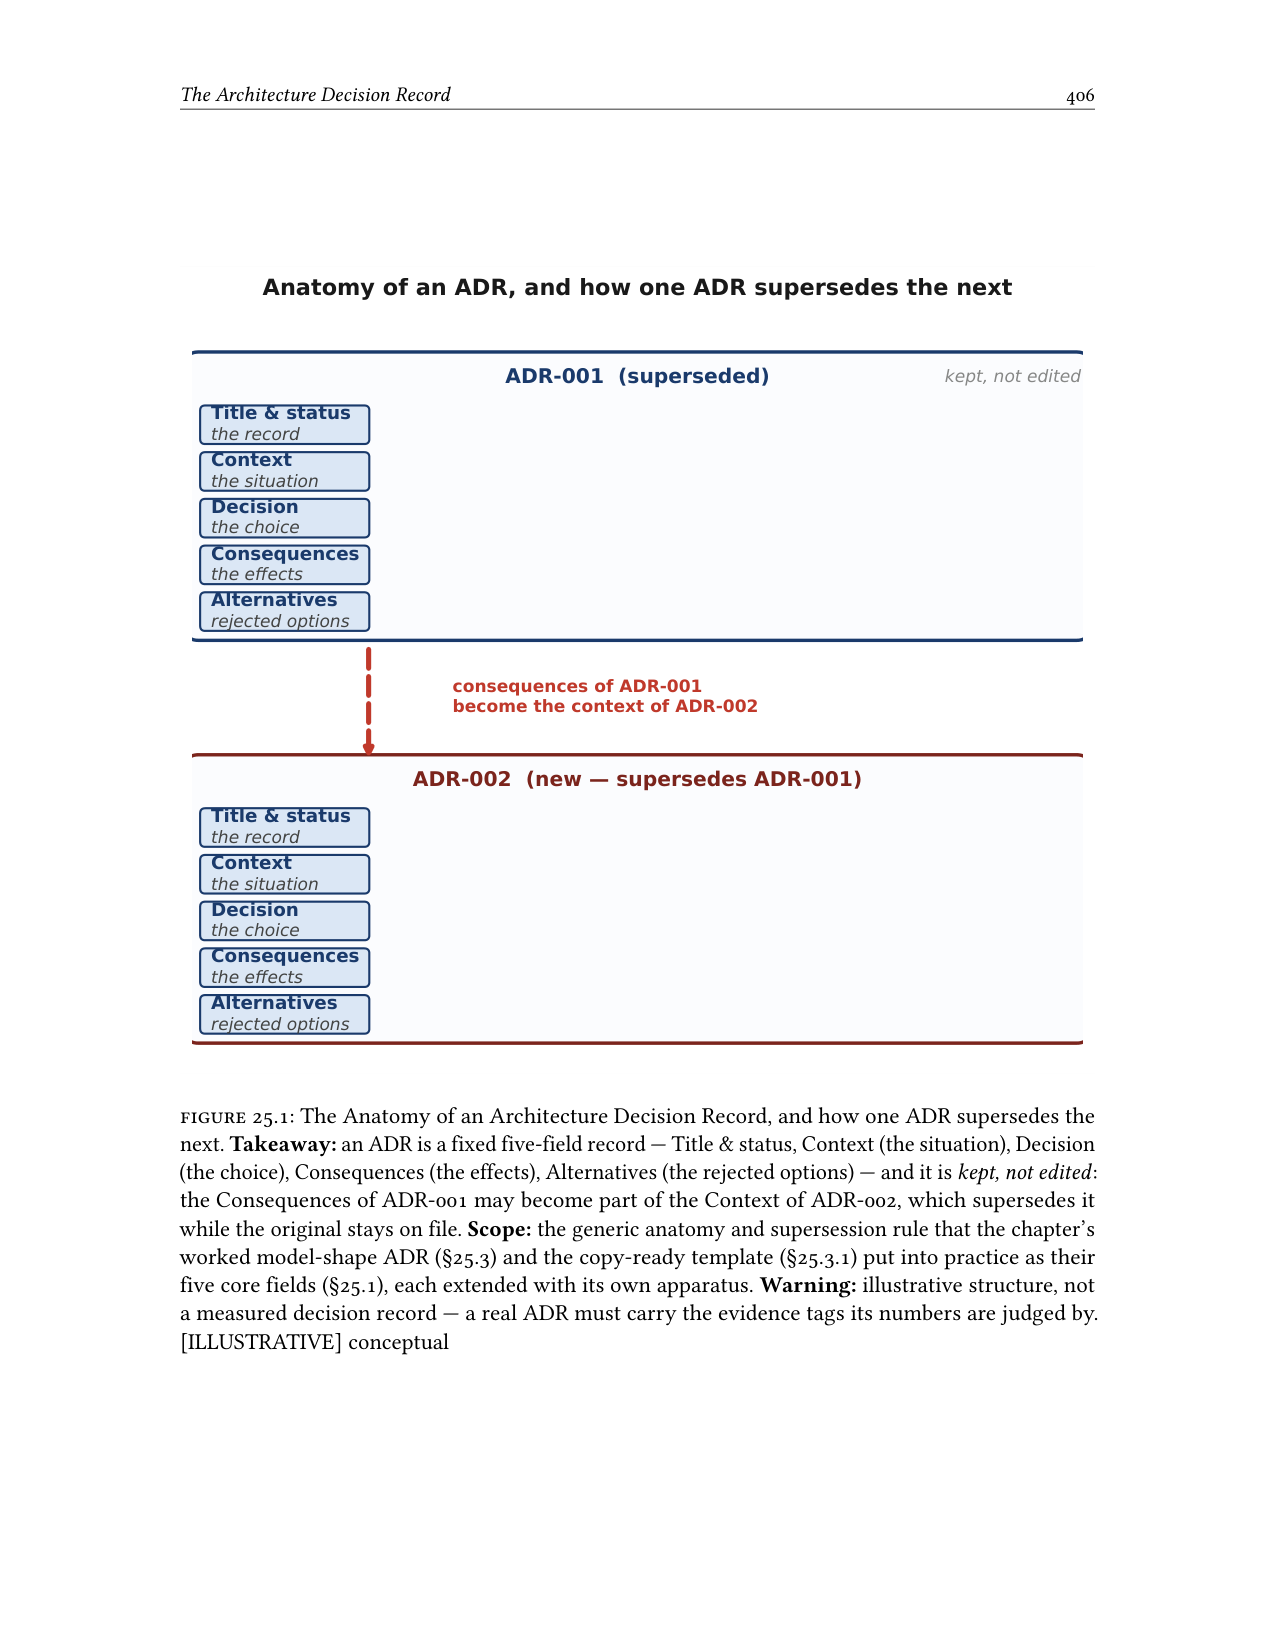 The Architecture Decision Record 406
Anatomy of an ADR, and how one ADR supersedes the next
ADR-001 (superseded)
kept, not edited
Title & status
the record
Context
the situation
Decision
the choice
Consequences
the effects
Alternatives
rejected options
consequences of ADR-001
become the context of ADR-002
ADR-002 (new — supersedes ADR-001)
Title & status
the record
Context
the situation
Decision
the choice
Consequences
the effects
Alternatives
rejected options
FIGURE 25.1: The Anatomy of an Architecture Decision Record, and how one ADR supersedes the
next. Takeaway: an ADR is a fixed five-field record — Title & status, Context (the situation), Decision
(the choice), Consequences (the effects), Alternatives (the rejected options) — and it is kept, not edited:
the Consequences of ADR-001 may become part of the Context of ADR-002, which supersedes it
while the original stays on file. Scope: the generic anatomy and supersession rule that the chapter's
worked model-shape ADR (§25.3) and the copy-ready template (§25.3.1) put into practice as their
five core fields (§25.1), each extended with its own apparatus. Warning: illustrative structure, not
a measured decision record — a real ADR must carry the evidence tags its numbers are judged by.
[ILLUSTRATIVE] conceptual